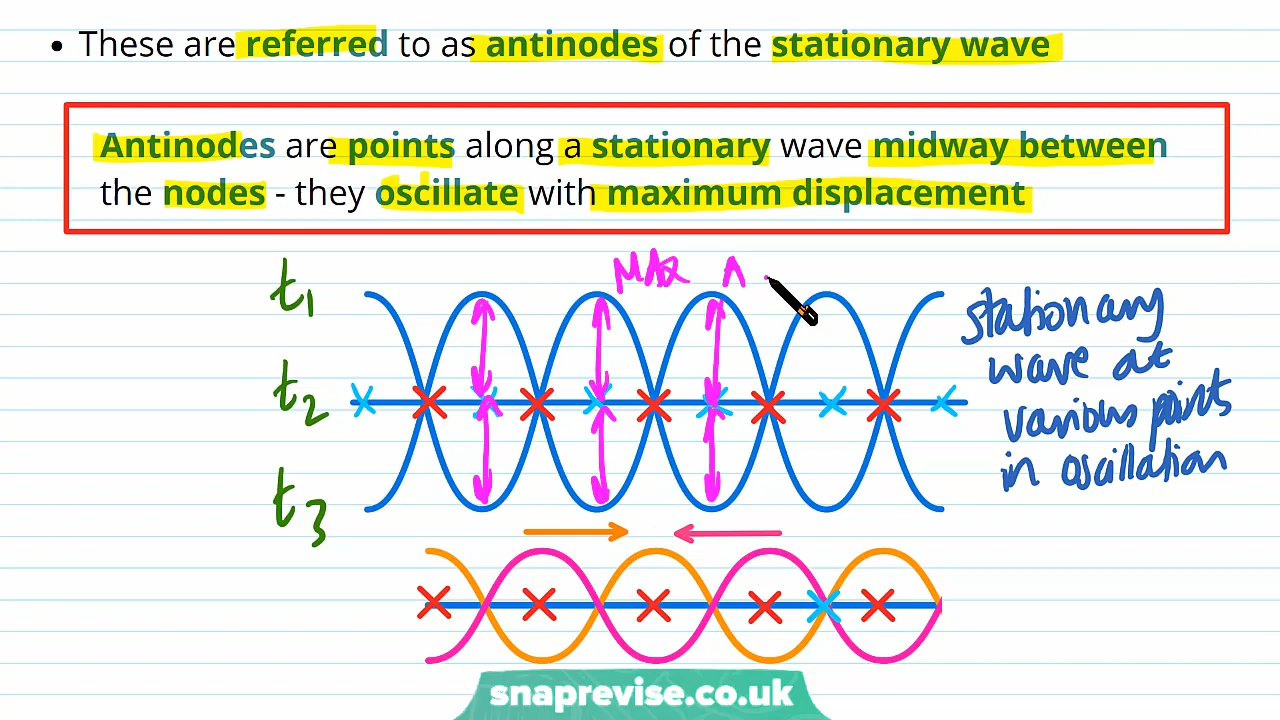 • These are referred to as antinodes of the stationary wave
Antinodes are points along a stationary wave midway between
the nodes - they oscillate with maximum displacement
MAX A
t1
t2
t3
stationary
wave at
various points
in oscillation
snaprevise.co.uk